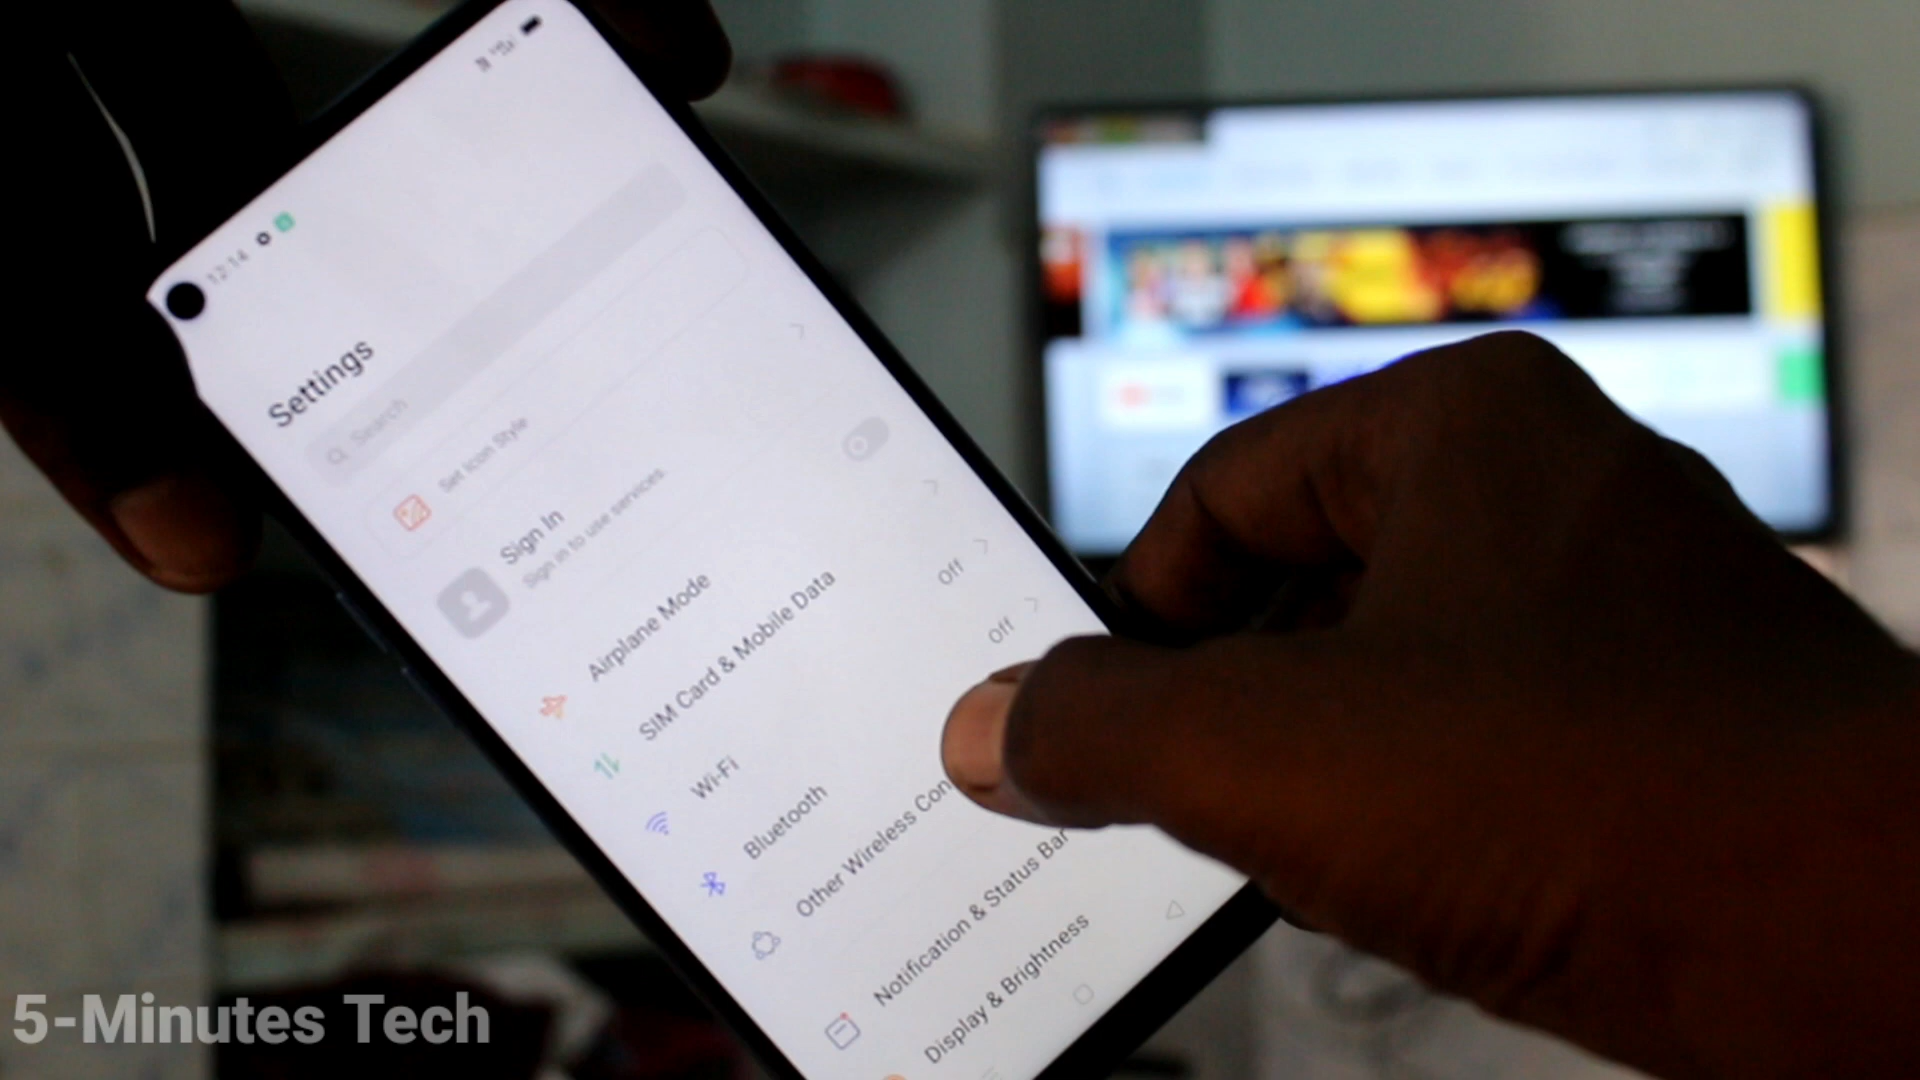 12:14
Settings
Search
Set Icon Style
Sign In
Sign in to use services.
Airplane Mode
SIM Card & Mobile Data
Wi-Fi
Off
Bluetooth
Off
Other Wireless Con
Notification & Status Bar
Display & Brightness
5-Minutes Tech